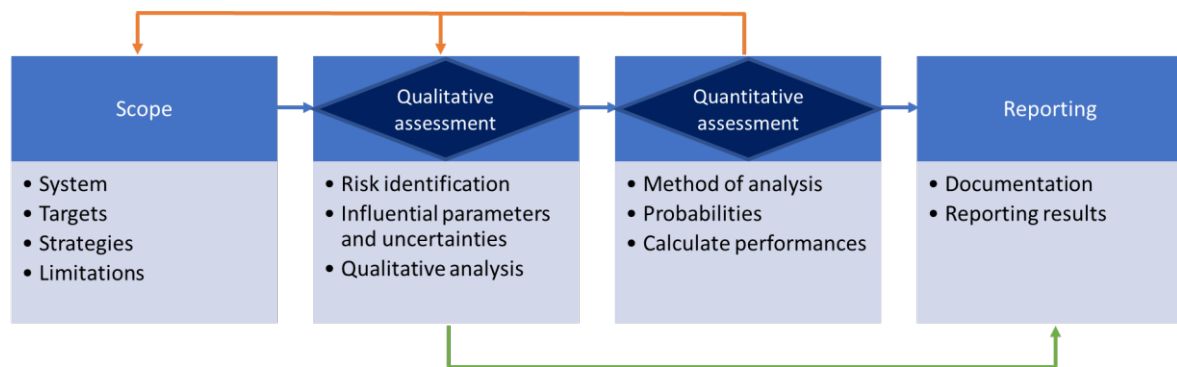 Scope
• System
• Targets
• Strategies
• Limitations
Qualitative
assessment
• Risk identification
• Influential parameters
and uncertainties
• Qualitative analysis
Quantitative
assessment
• Method of analysis
• Probabilities
• Calculate performances
Reporting
• Documentation
• Reporting results